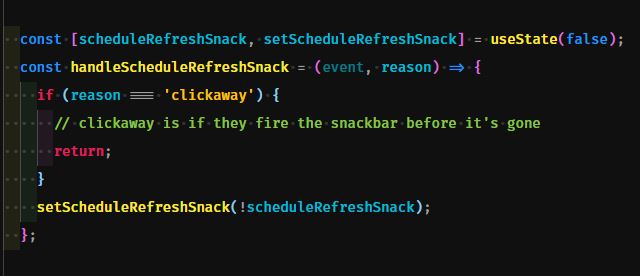 const [scheduleRefreshSnack, setScheduleRefreshSnack] = useState(false);
const handleScheduleRefreshSnack = (event, reason) => {
if (reason === 'clickaway') {
// clickaway is if they fire the snackbar before it's gone
return;
}
setScheduleRefreshSnack(!scheduleRefreshSnack);
};